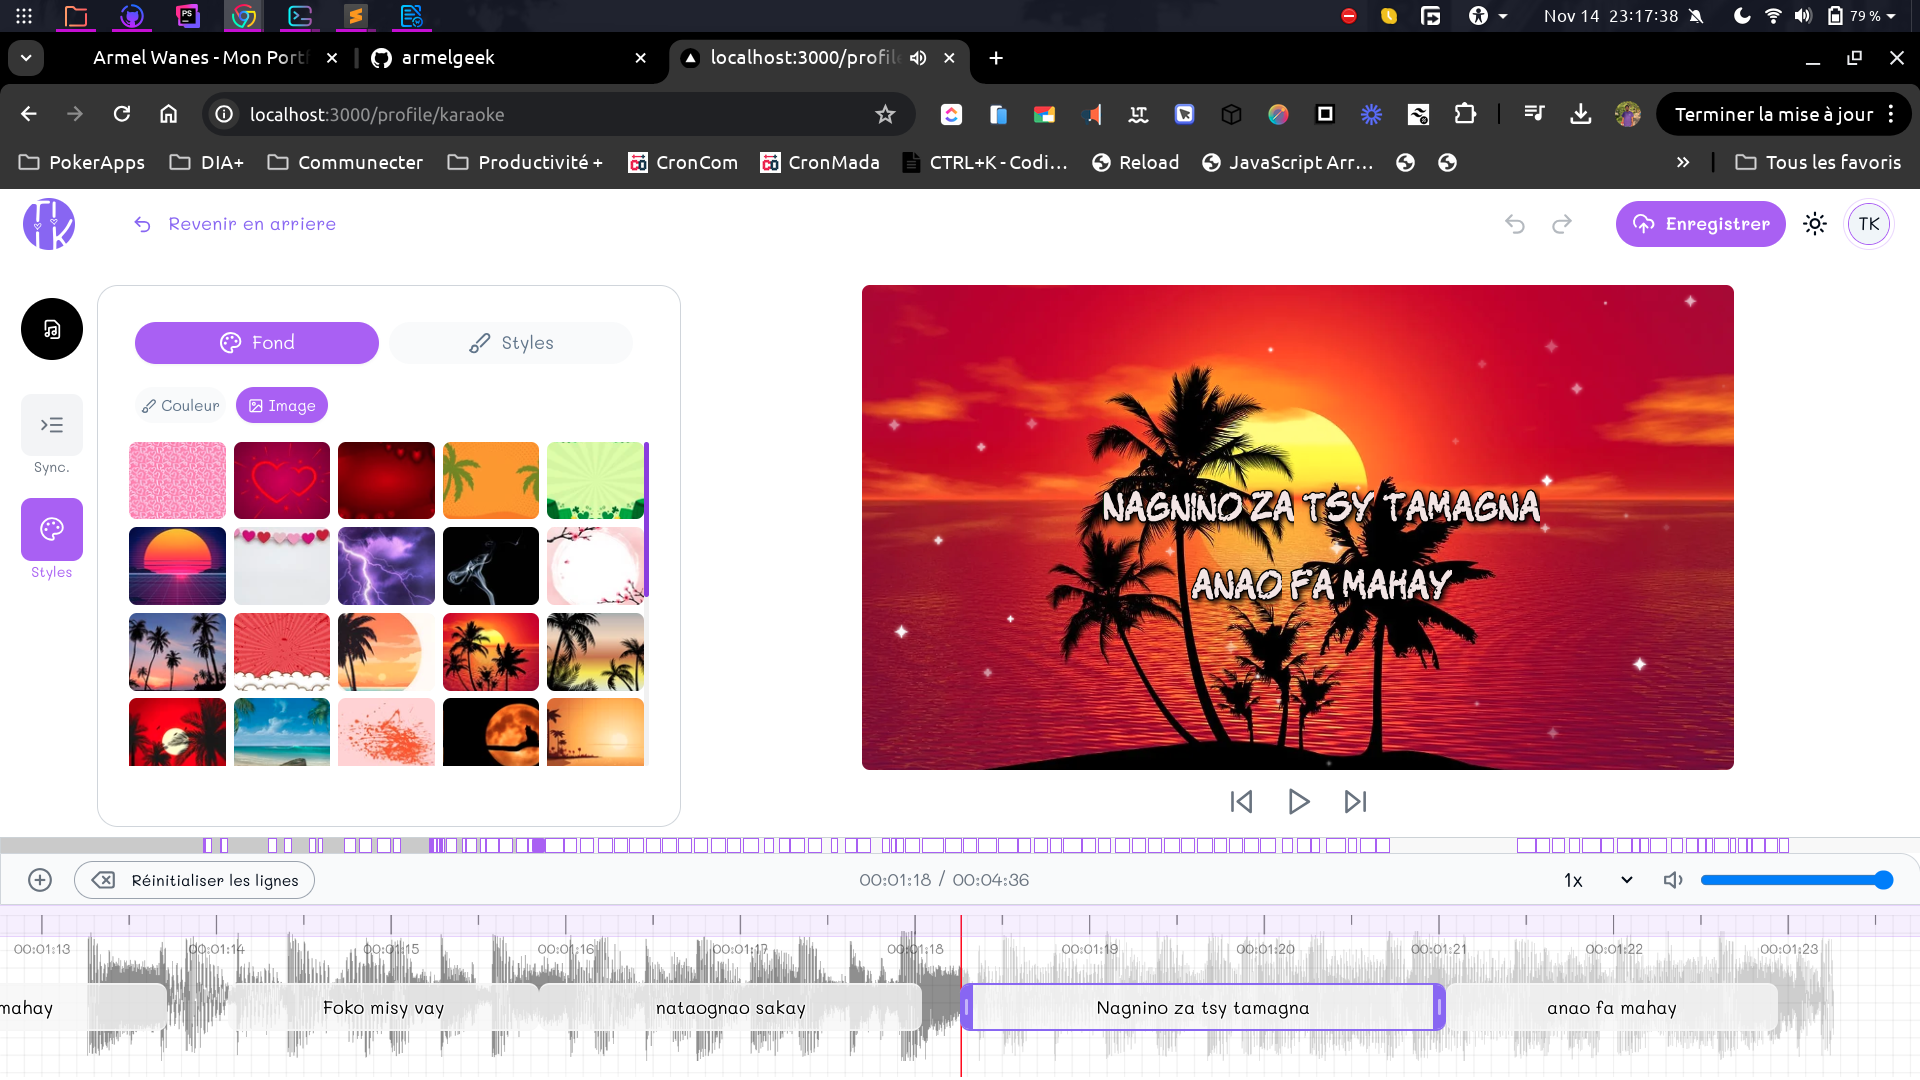 Nov 14 23:17:38
79 %
Armel Wanes - Mon Portf
armelgeek
localhost:3000/profile
localhost:3000/profile/karaoke
Terminer la mise à jour
PokerApps
DIA+
Communecter
Productivité +
CronCom
CronMada
CTRL+K - Codi...
Reload
JavaScript Arr...
»
Tous les favoris
Revenir en arriere
Enregistrer
TK
Fond
Styles
Couleur
Image
Sync.
Styles
NAGNINO ZA TSY TAMAGNA
ANAO FA MAHAY
Réinitialiser les lignes
00:01:18 / 00:04:36
1x
00:01:13
00:01:14
00:01:15
00:01:16
00:01:17
00:01:18
00:01:19
00:01:20
00:01:21
00:01:22
00:01:23
mahay
Foko misy vay
nataognao sakay
Nagnino za tsy tamagna
anao fa mahay